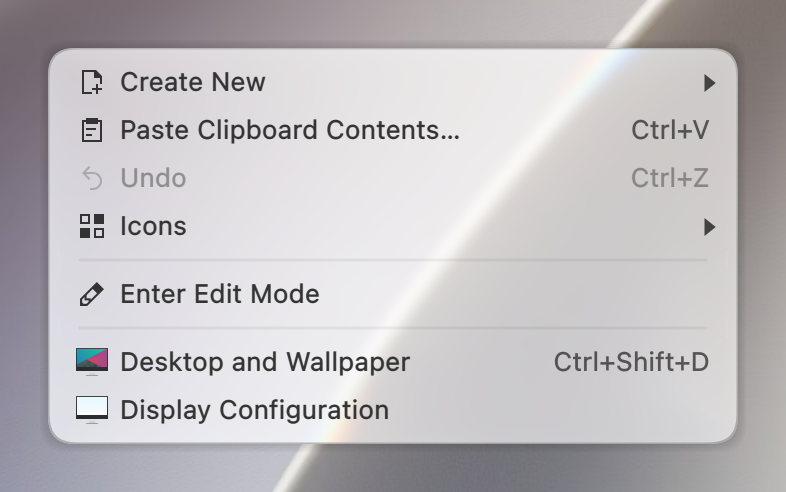 Create New
Paste Clipboard Contents... Ctrl+V
Undo Ctrl+Z
Icons
Enter Edit Mode
Desktop and Wallpaper Ctrl+Shift+D
Display Configuration